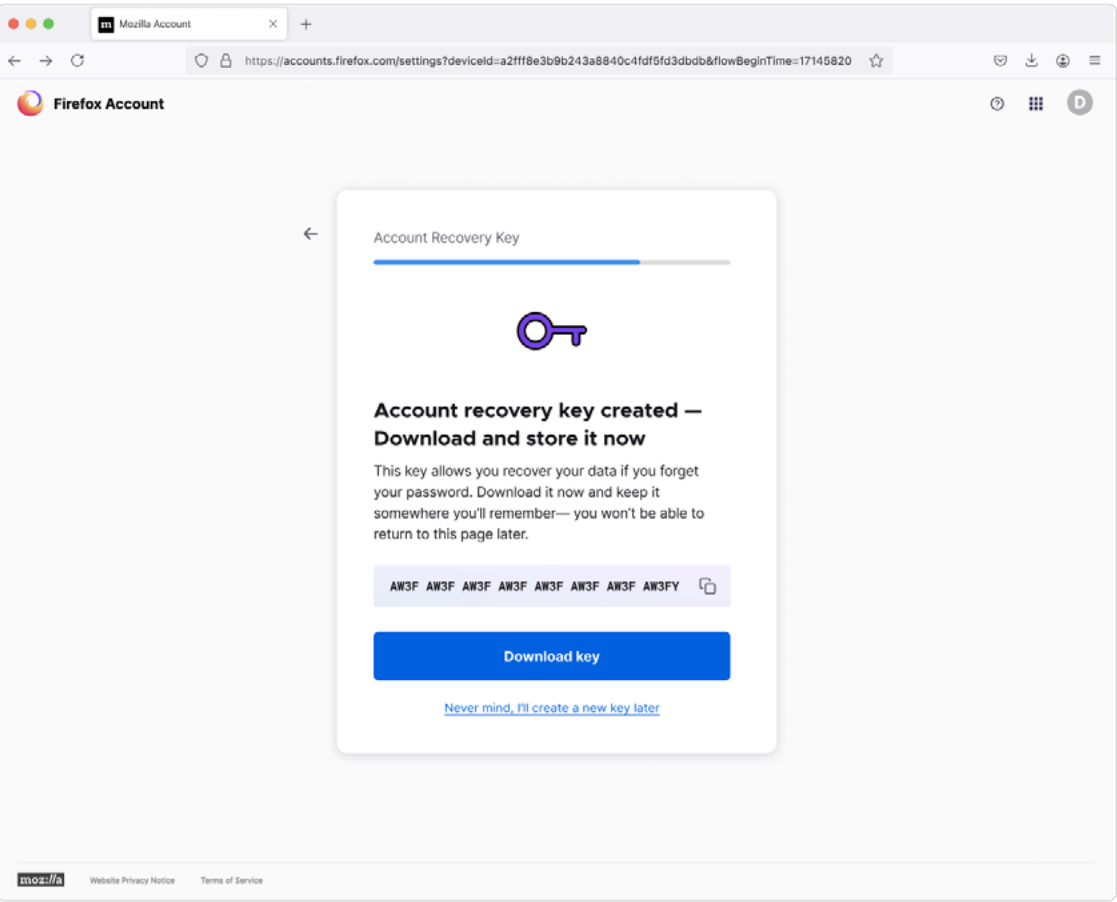 m Mozilla Account
https://accounts.firefox.com/settings?deviceId=a2fff8e3b9b243a8840c4fdf5fd3dbdb&flowBeginTime=17145820
Firefox Account
D
Account Recovery Key
Account recovery key created —
Download and store it now
This key allows you recover your data if you forget
your password. Download it now and keep it
somewhere you'll remember— you won't be able to
return to this page later.
AW3F AW3F AW3F AW3F AW3F AW3F AW3F AW3FY
Download key
Never mind, I'll create a new key later
moz://a Website Privacy Notice Terms of Service